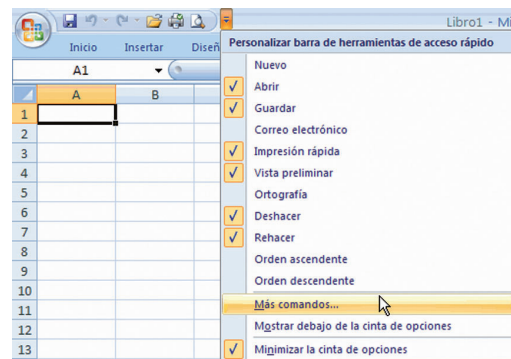 Libro1 - Mi
Inicio Insertar Diseñ
Personalizar barra de herramientas de acceso rápido
A1
Nuevo
Abrir
Guardar
Correo electrónico
Impresión rápida
Vista preliminar
Ortografía
Deshacer
Rehacer
Orden ascendente
Orden descendente
Más comandos...
Mostrar debajo de la cinta de opciones
Minimizar la cinta de opciones
A B
1
2
3
4
5
6
7
8
9
10
11
12
13